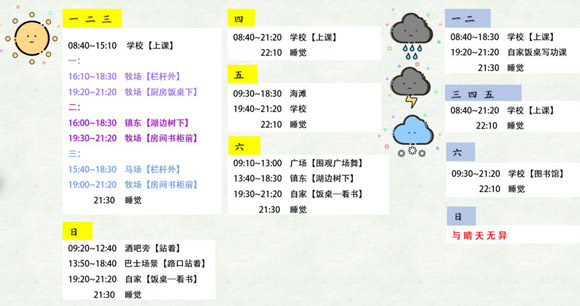 一 二 三
08:40~15:10 学校【上课】
一:
16:10~18:30 牧场【栏杆外】
19:20~21:20 牧场【厨房饭桌下】
二:
16:00~18:30 镇东【湖边树下】
19:30~21:20 牧场【房间书柜前】
三:
15:40~18:30 马场【栏杆外】
19:00~21:20 牧场【房间书柜前】
21:30 睡觉
日
09:20~12:40 酒吧旁【站着】
13:50~18:40 巴士场景【路口站着】
19:20~21:20 自家【饭桌—看书】
21:30 睡觉
四
08:40~21:20 学校【上课】
22:10 睡觉
五
09:30~18:30 海滩
19:40~21:20 学校
22:10 睡觉
六
09:10~13:00 广场【围观广场舞】
13:40~18:30 镇东【湖边树下】
19:30~21:20 自家【饭桌—看书】
21:30 睡觉
一 二
08:40~18:30 学校【上课】
19:20~21:30 自家饭桌写功课
21:30 睡觉
三 四 五
08:40~21:20 学校【上课】
22:10 睡觉
六
09:30~21:20 学校【图书馆】
22:10 睡觉
日
与晴天无异